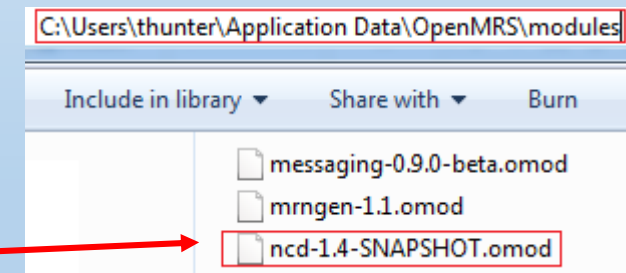 C:\Users\thunter\Application Data\OpenMRS\modules
Include in library Share with Burn
messaging-0.9.0-beta.omod
mrngen-1.1.omod
ncd-1.4-SNAPSHOT.omod